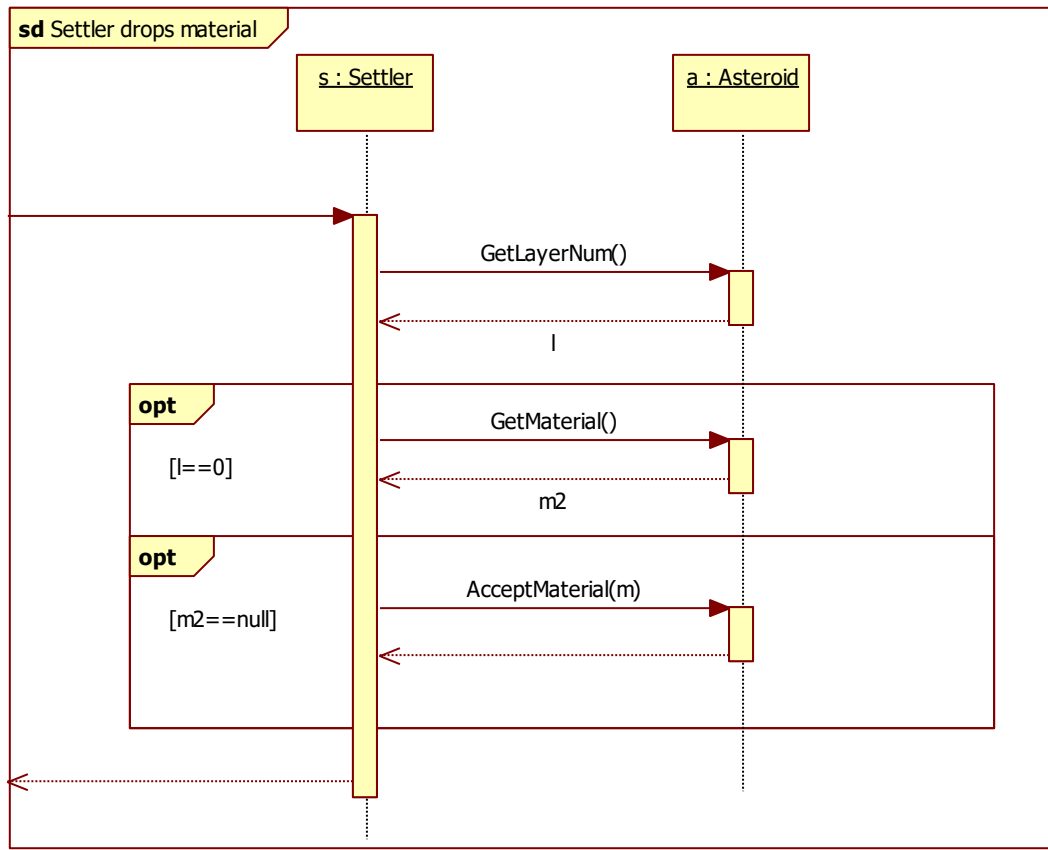 sd Settler drops material
s : Settler
a : Asteroid
GetLayerNum()
l
opt
GetMaterial()
[l==0]
m2
opt
AcceptMaterial(m)
[m2==null]